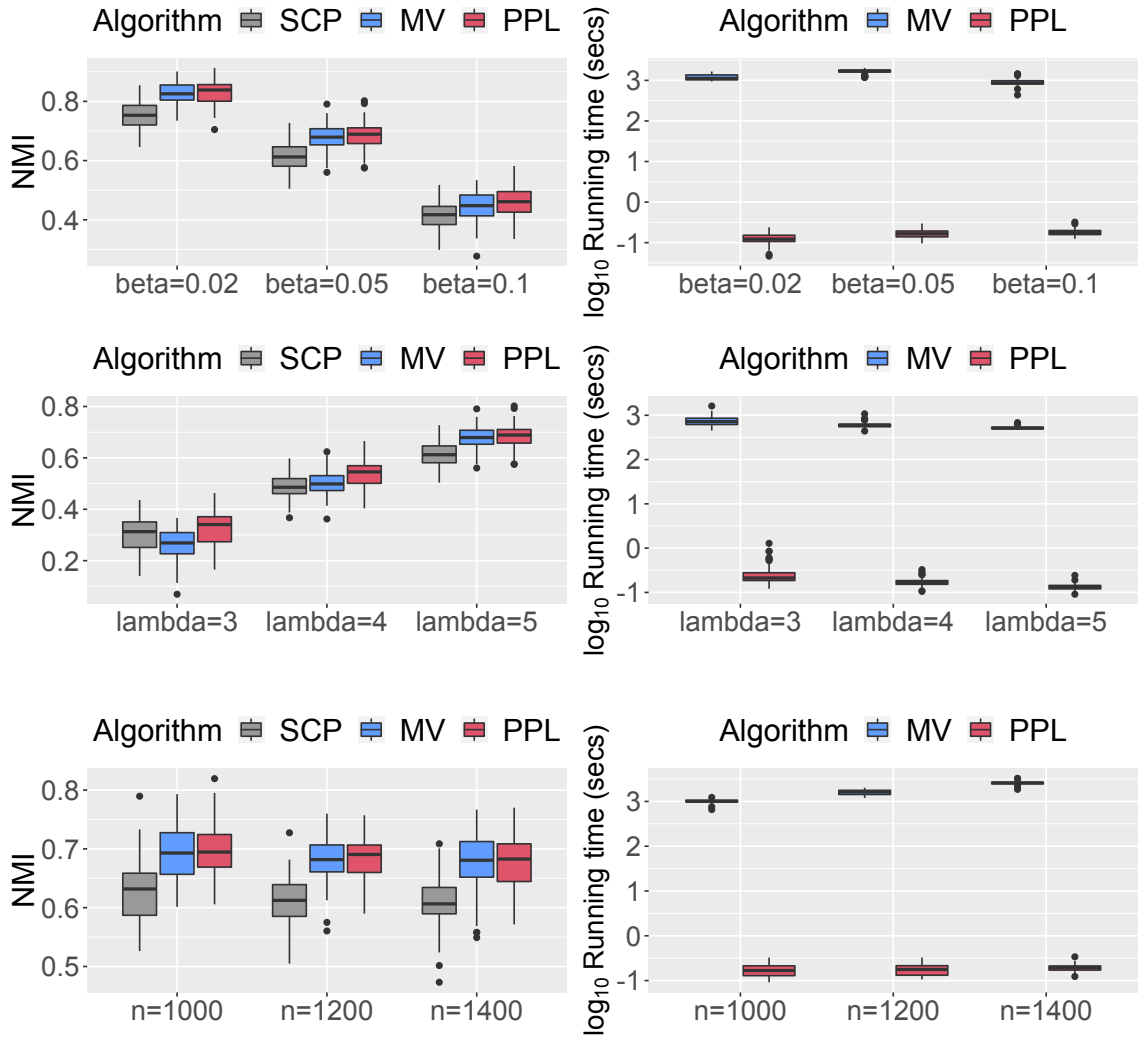 Algorithm SCP MV PPL
NMI
0.8
0.6
0.4
beta=0.02 beta=0.05 beta=0.1
Algorithm MV PPL
log10 Running time (secs)
3
2
1
0
-1
beta=0.02 beta=0.05 beta=0.1
Algorithm SCP MV PPL
NMI
0.8
0.6
0.4
0.2
lambda=3 lambda=4 lambda=5
Algorithm MV PPL
log10 Running time (secs)
3
2
1
0
-1
lambda=3 lambda=4 lambda=5
Algorithm SCP MV PPL
NMI
0.8
0.7
0.6
0.5
n=1000 n=1200 n=1400
Algorithm MV PPL
log10 Running time (secs)
3
2
1
0
-1
n=1000 n=1200 n=1400